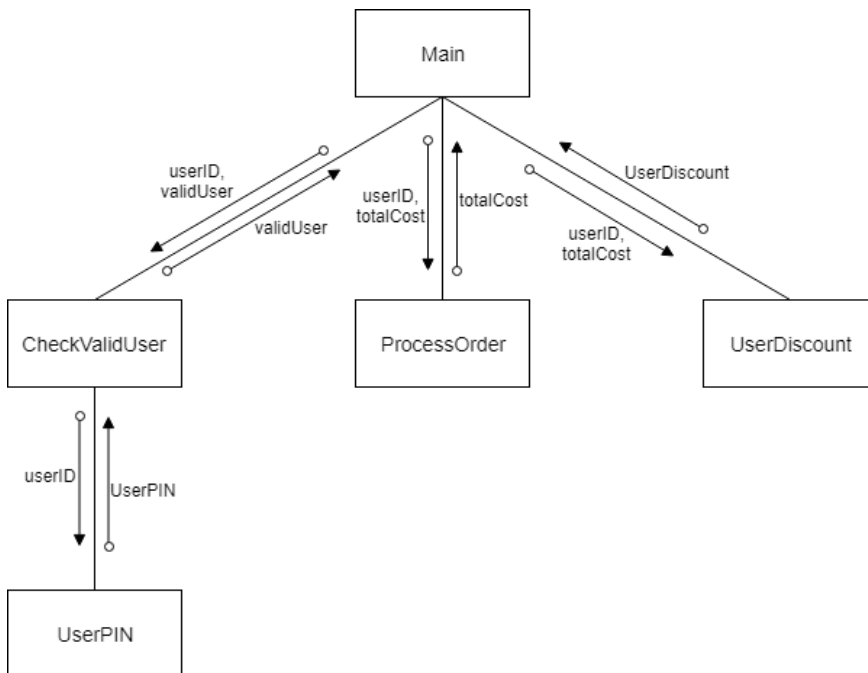 Main
userID,
validUser
validUser
userID,
totalCost
totalCost
UserDiscount
userID,
totalCost
CheckValidUser
ProcessOrder
UserDiscount
userID
UserPIN
UserPIN